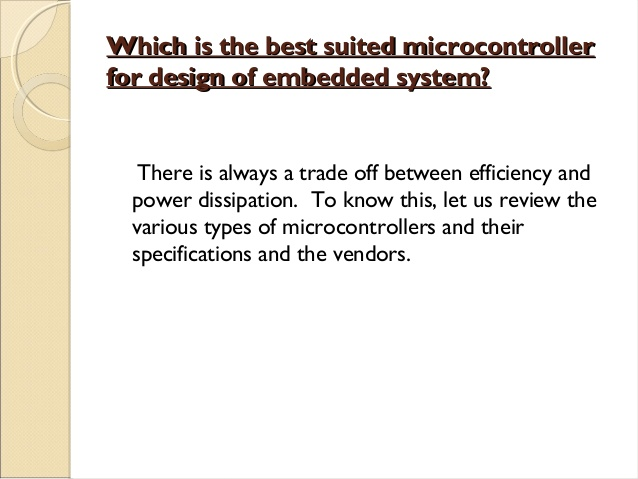 Which is the best suited microcontroller
for design of embedded system?
There is always a trade off between efficiency and
power dissipation. To know this, let us review the
various types of microcontrollers and their
specifications and the vendors.